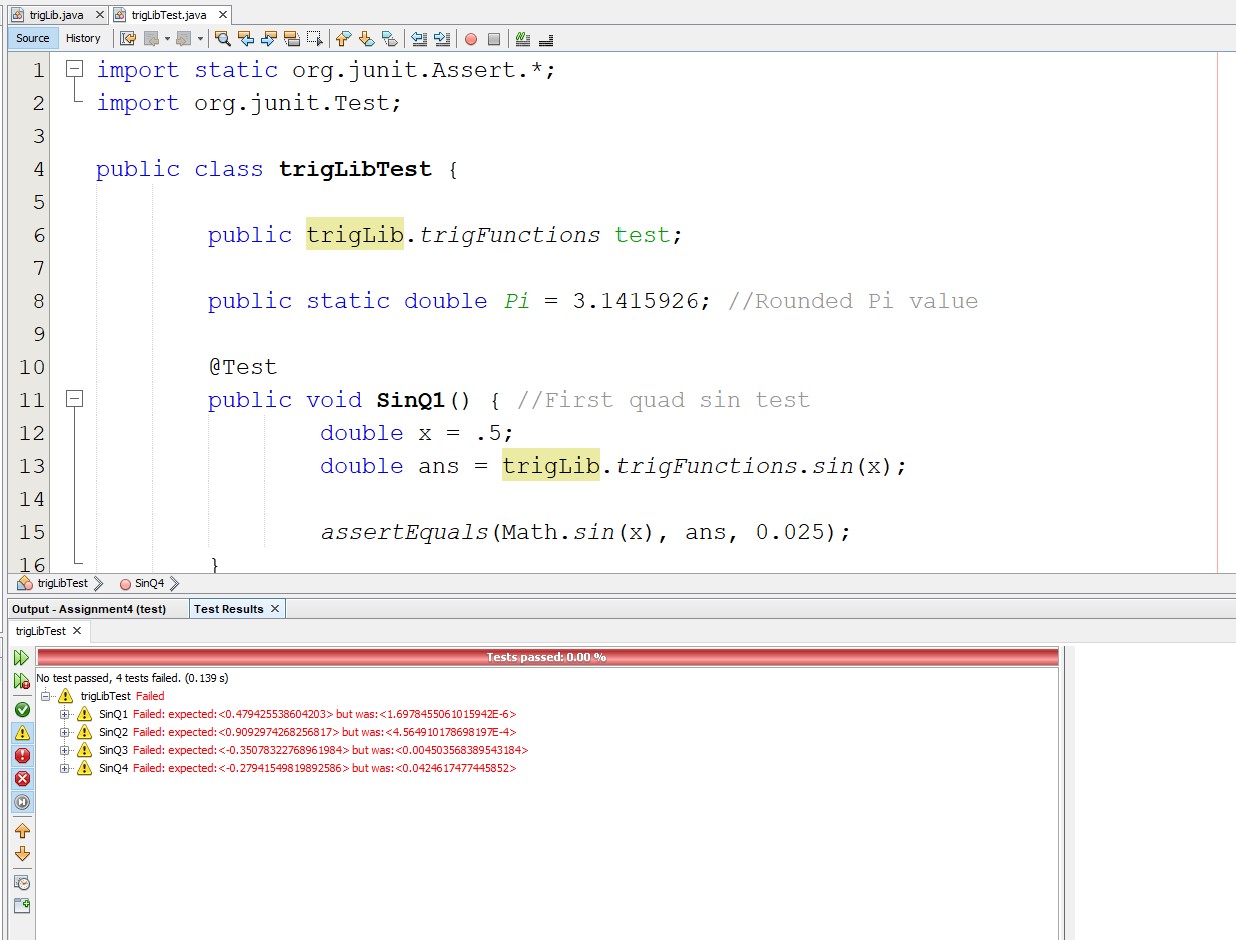 trigLib.java
trigLibTest.java
Source History
1 import static org.junit.Assert.*;
2 import org.junit.Test;
3
4 public class trigLibTest {
5
6 public trigLib.trigFunctions test;
7
8 public static double Pi = 3.1415926; //Rounded Pi value
9
10 @Test
11 public void SinQ1() { //First quad sin test
12 double x = .5;
13 double ans = trigLib.trigFunctions.sin(x);
14
15 assertEquals(Math.sin(x), ans, 0.025);
16 }
trigLibTest SinQ4
Output - Assignment4 (test) Test Results
trigLibTest
Tests passed: 0.00 %
No test passed, 4 tests failed. (0.139 s)
trigLibTest Failed
SinQ1 Failed: expected:<0.479425538604203> but was:<1.6978455061015942E-6>
SinQ2 Failed: expected:<0.9092974268256817> but was:<4.564910178698197E-4>
SinQ3 Failed: expected:<-0.35078322768961984> but was:<0.004503568389543184>
SinQ4 Failed: expected:<-0.27941549819892586> but was:<0.0424617477445852>